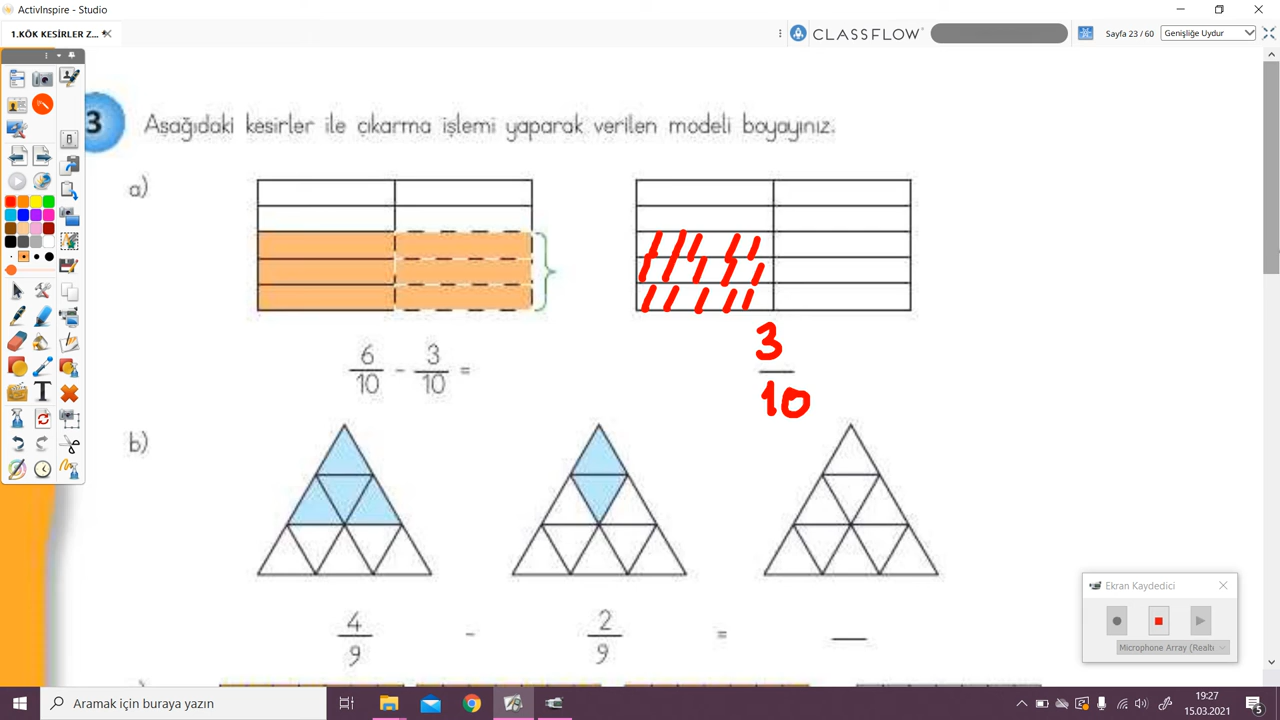 ActivInspire - Studio
1.KÖK KESİRLER Z...
CLASSFLOW
Sayfa 23 / 60
Genişliğe Uydur
3
Aşağıdaki kesirler ile çıkarma işlemi yaparak verilen modeli boyayınız.
a)
6/10 - 3/10 =
3/10
b)
4/9 - 2/9 =
Ekran Kaydedici
Microphone Array (Realt
Aramak için buraya yazın
19:27
15.03.2021
5